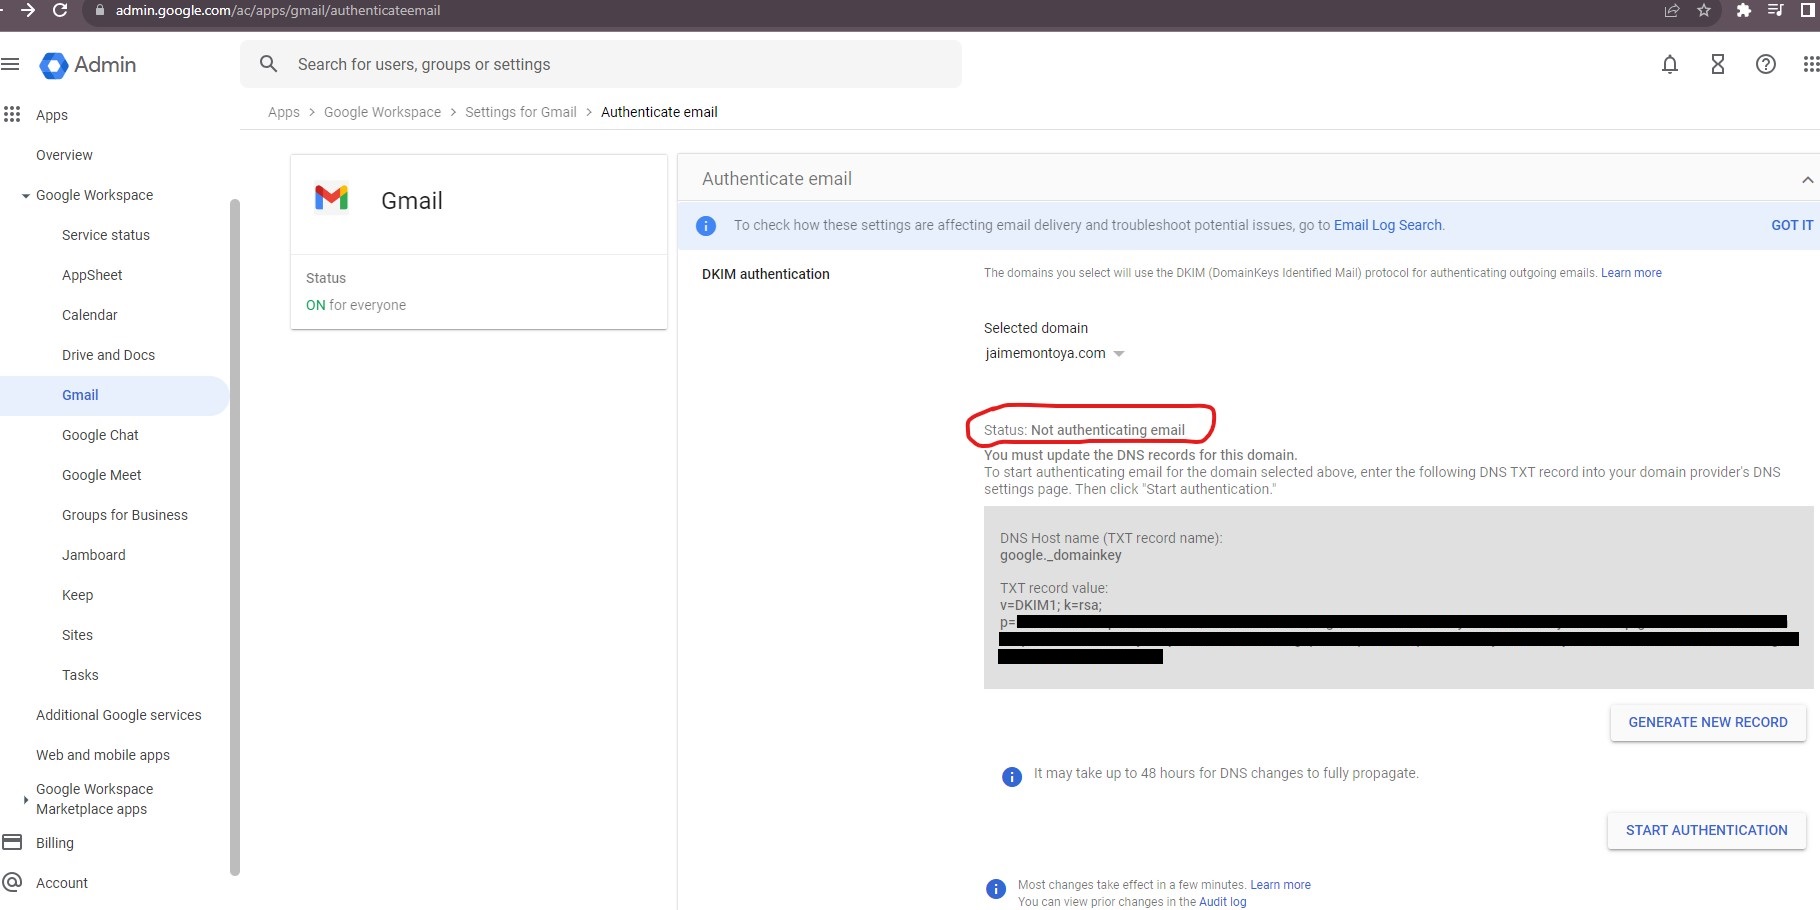 admin.google.com/ac/apps/gmail/authenticateemail
Admin
Search for users, groups or settings
Apps > Google Workspace > Settings for Gmail > Authenticate email
Apps
Overview
Google Workspace
Service status
AppSheet
Calendar
Drive and Docs
Gmail
Google Chat
Google Meet
Groups for Business
Jamboard
Keep
Sites
Tasks
Additional Google services
Web and mobile apps
Google Workspace
Marketplace apps
Billing
Account
Gmail
Status
ON for everyone
Authenticate email
To check how these settings are affecting email delivery and troubleshoot potential issues, go to Email Log Search.
GOT IT
DKIM authentication
The domains you select will use the DKIM (DomainKeys Identified Mail) protocol for authenticating outgoing emails. Learn more
Selected domain
jaimemontoya.com
Status: Not authenticating email
You must update the DNS records for this domain.
To start authenticating email for the domain selected above, enter the following DNS TXT record into your domain provider's DNS
settings page. Then click "Start authentication."
DNS Host name (TXT record name):
google._domainkey
TXT record value:
v=DKIM1; k=rsa;
p=
GENERATE NEW RECORD
It may take up to 48 hours for DNS changes to fully propagate.
START AUTHENTICATION
Most changes take effect in a few minutes. Learn more
You can view prior changes in the Audit log